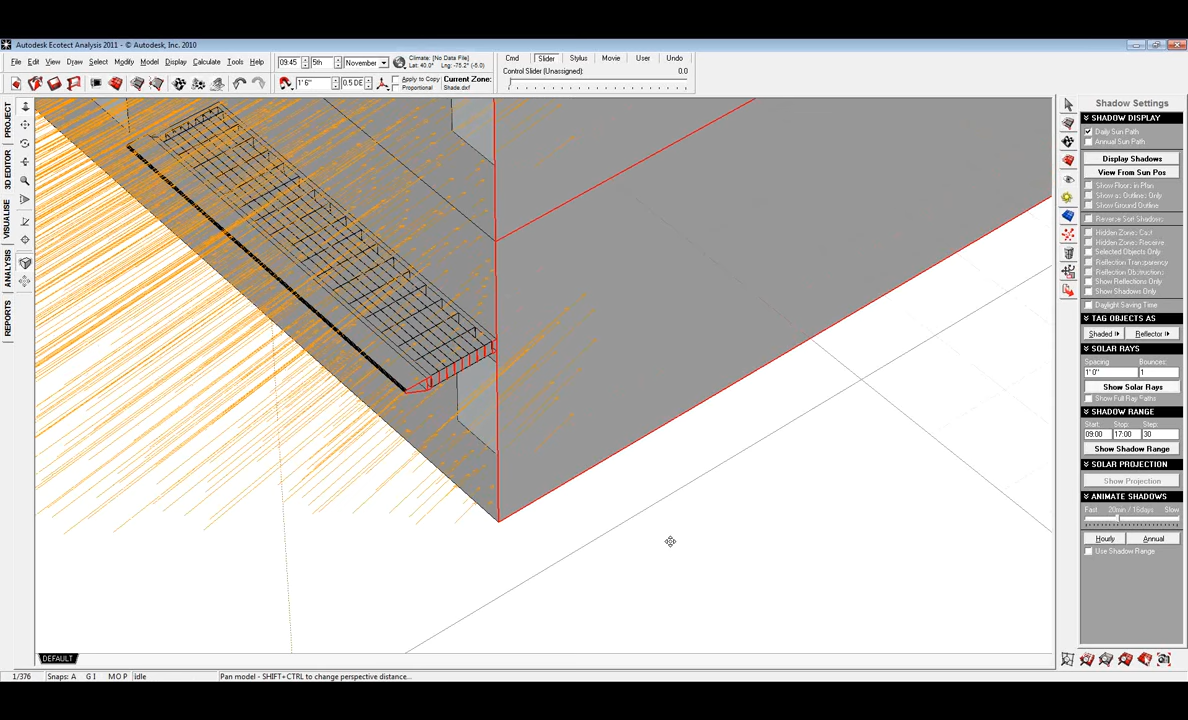 Autodesk Ecotect Analysis 2011 - © Autodesk, Inc. 2010
File Edit View Draw Select Modify Model Display Calculate Tools Help
09:45 5th November
Climate: [No Data File]
Lat: 40.0° Lng: -75.2° (-5.0)
Cmd Slider Stylus Movie User Undo
Control Slider (Unassigned): 0.0
1' 6" 0.5 DE
Apply to Copy
Proportional
Current Zone:
Shade.dxf
PROJECT
3D EDITOR
VISUALISE
ANALYSIS
REPORTS
Shadow Settings
SHADOW DISPLAY
Daily Sun Path
Annual Sun Path
Display Shadows
View From Sun Pos
Show Floor in Plan
Show as Outlines Only
Show Ground Outline
Reverse Sort Shadows
Hidden Zones Cast
Hidden Zones Receive
Selected Objects Only
Reflection Transparency
Reflection Obstruction
Show Reflections Only
Show Shadows Only
Daylight Saving Time
TAG OBJECTS AS
Shaded Reflector
SOLAR RAYS
Spacing: Bounces:
1' 0" 1
Show Solar Rays
Show Full Ray Paths
SHADOW RANGE
Start: Stop: Step:
09:00 17:00 30
Show Shadow Range
SOLAR PROJECTION
Show Projection
ANIMATE SHADOWS
Fast 20min / 16days Slow
Hourly Annual
Use Shadow Range
DEFAULT
1/376 Snaps: A G I M O P Idle Pan model - SHIFT+CTRL to change perspective distance...